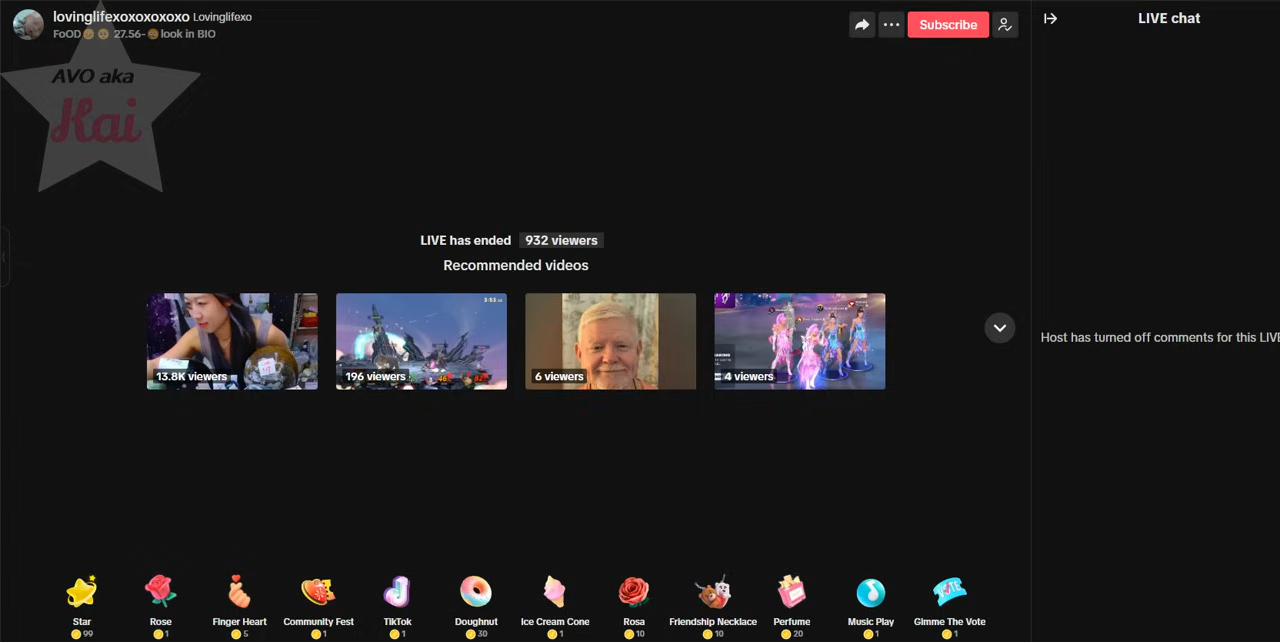 lovinglifexoxoxoxoxo Lovinglifexo
FoOD 27.56- look in BIO
Subscribe
LIVE chat
AVO aka
Kai
LIVE has ended 932 viewers
Recommended videos
13.8K viewers
196 viewers
6 viewers
4 viewers
Host has turned off comments for this LIVE
Star
Rose
Finger Heart
Community Fest
TikTok
Doughnut
Ice Cream Cone
Rosa
Friendship Necklace
Perfume
Music Play
Gimme The Vote
99
1
5
1
1
30
1
10
10
20
1
1